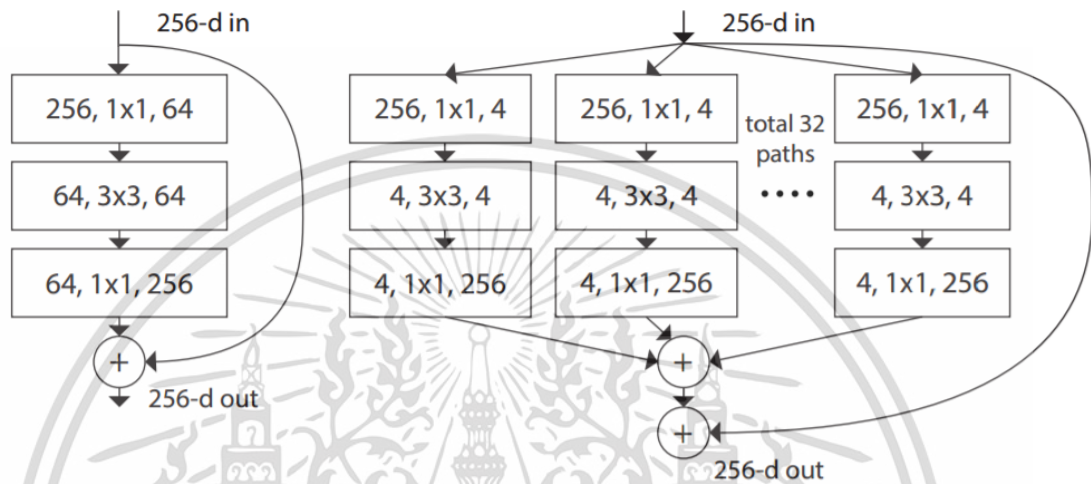 256-d in
256, 1x1, 64
64, 3x3, 64
64, 1x1, 256
+
256-d out
256-d in
256, 1x1, 4
256, 1x1, 4
total 32
paths
256, 1x1, 4
4, 3x3, 4
4, 3x3, 4
....
4, 3x3, 4
4, 1x1, 256
4, 1x1, 256
4, 1x1, 256
+
+
256-d out